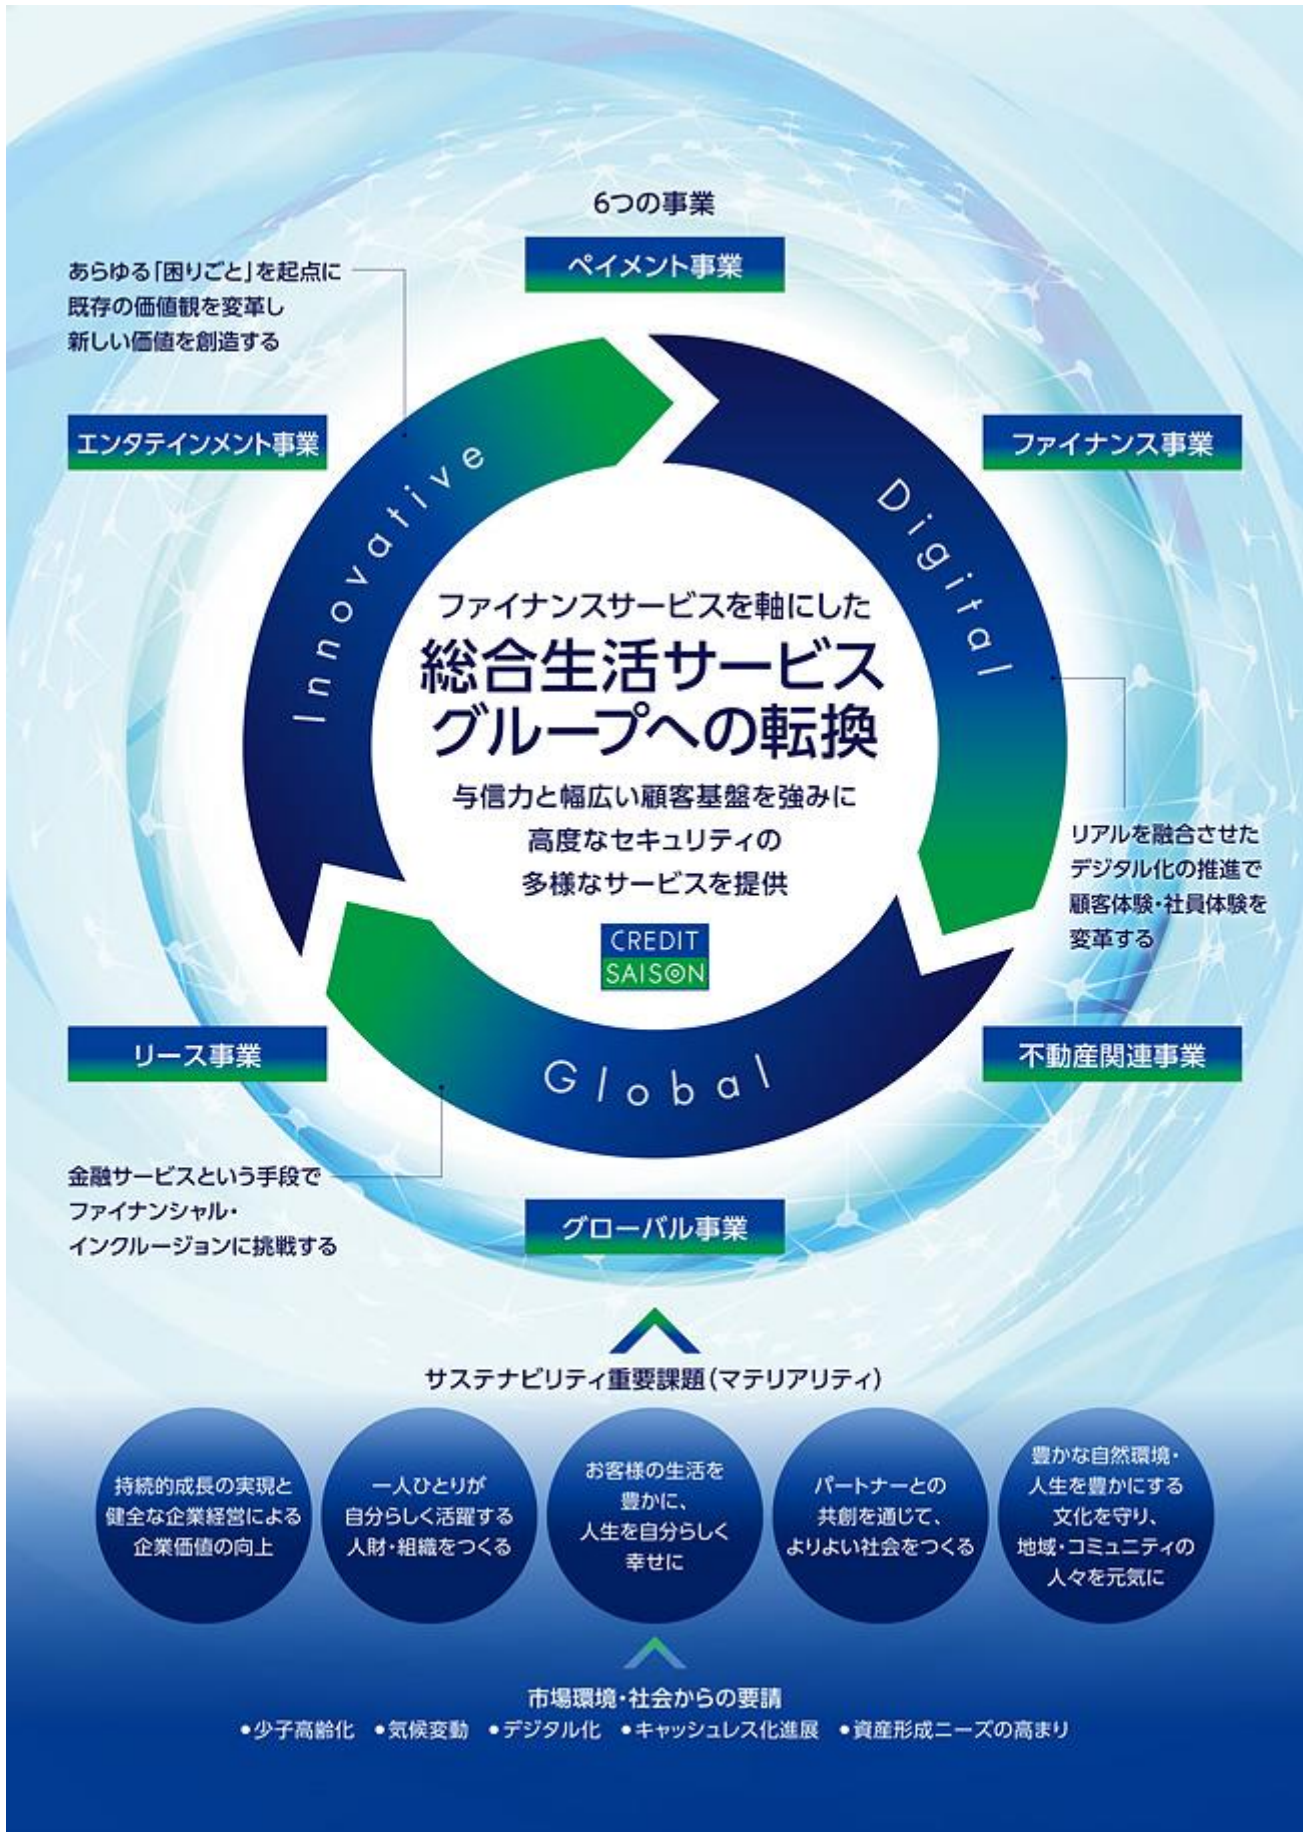 6つの事業
ペイメント事業
あらゆる「困りごと」を起点に
既存の価値観を変革し
新しい価値を創造する
エンタテインメント事業
ファイナンス事業
Innovative
Digital
ファイナンスサービスを軸にした
総合生活サービス
グループへの転換
与信力と幅広い顧客基盤を強みに
高度なセキュリティの
多様なサービスを提供
CREDIT
SAISON
リアルを融合させた
デジタル化の推進で
顧客体験・社員体験を
変革する
リース事業
不動産関連事業
Global
金融サービスという手段で
ファイナンシャル・
インクルージョンに挑戦する
グローバル事業
サステナビリティ重要課題(マテリアリティ)
持続的成長の実現と
健全な企業経営による
企業価値の向上
一人ひとりが
自分らしく活躍する
人財・組織をつくる
お客様の生活を
豊かに、
人生を自分らしく
幸せに
パートナーとの
共創を通じて、
よりよい社会をつくる
豊かな自然環境・
人生を豊かにする
文化を守り、
地域・コミュニティの
人々を元気に
市場環境・社会からの要請
●少子高齢化 ●気候変動 ●デジタル化 ●キャッシュレス化進展 ●資産形成ニーズの高まり